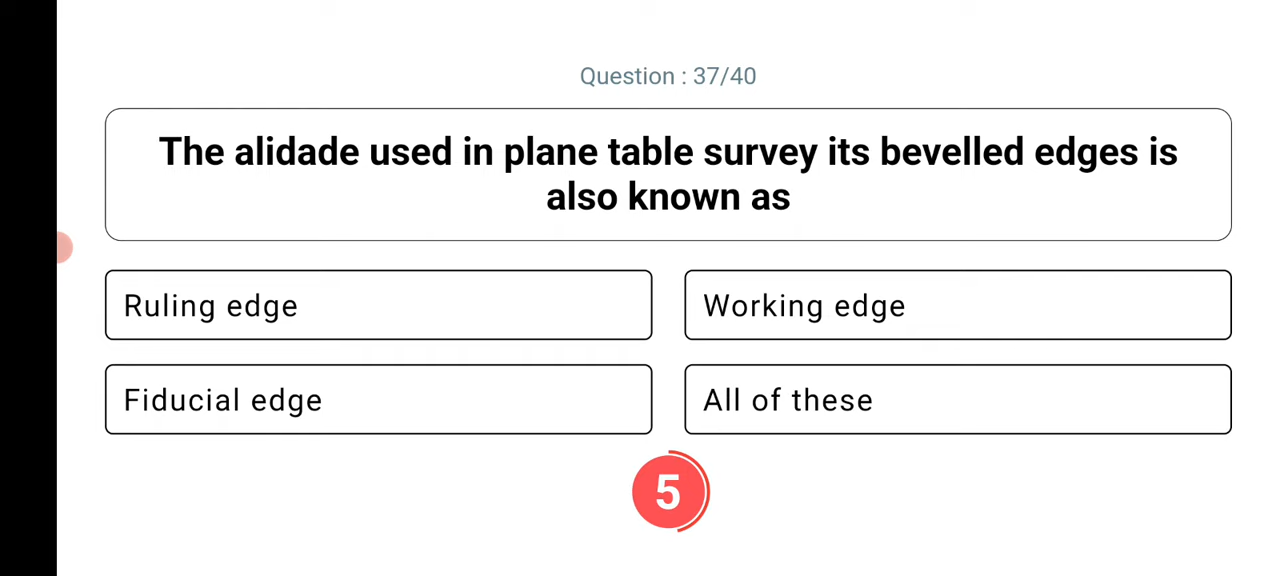 Question : 37/40
The alidade used in plane table survey its bevelled edges is
also known as
Ruling edge
Working edge
Fiducial edge
All of these
5